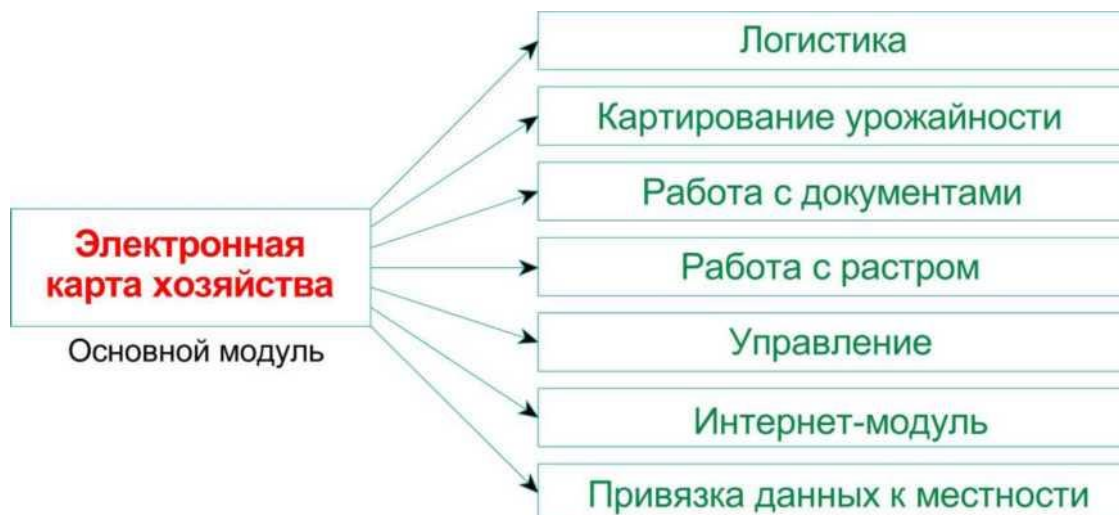 Логистика
Картирование урожайности
Работа с документами
Электронная
карта хозяйства
Основной модуль
Работа с растром
Управление
Интернет-модуль
Привязка данных к местности